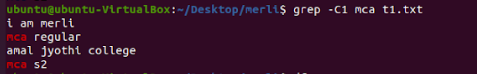 ubuntu@ubuntu-VirtualBox:~/Desktop/merli$ grep -C1 mca t1.txt
i am merli
mca regular
amal jyothi college
mca s2